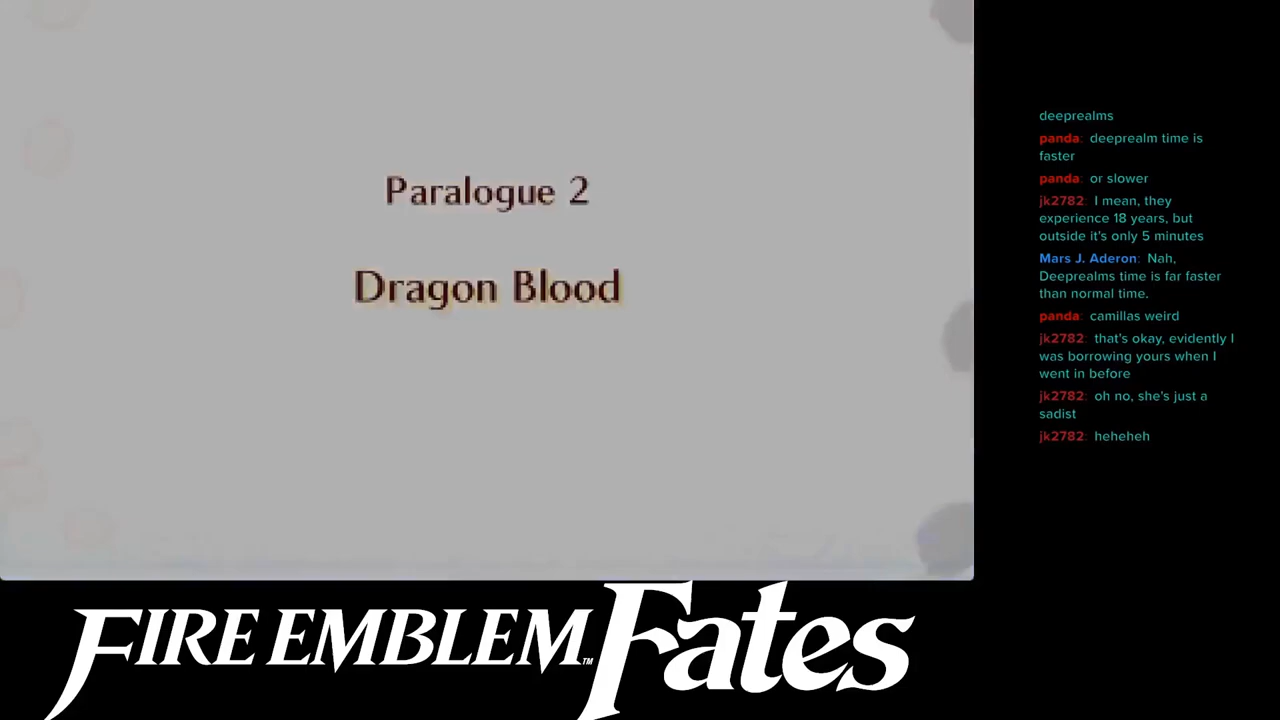 Paralogue 2
Dragon Blood
deeprealms
panda: deeprealm time is
faster
panda: or slower
jk2782: I mean, they
experience 18 years, but
outside it's only 5 minutes
Mars J. Aderon: Nah,
Deeprealms time is far faster
than normal time.
panda: camillas weird
jk2782: that's okay, evidently I
was borrowing yours when I
went in before
jk2782: oh no, she's just a
sadist
jk2782: heheheh
FIRE EMBLEM™ Fates